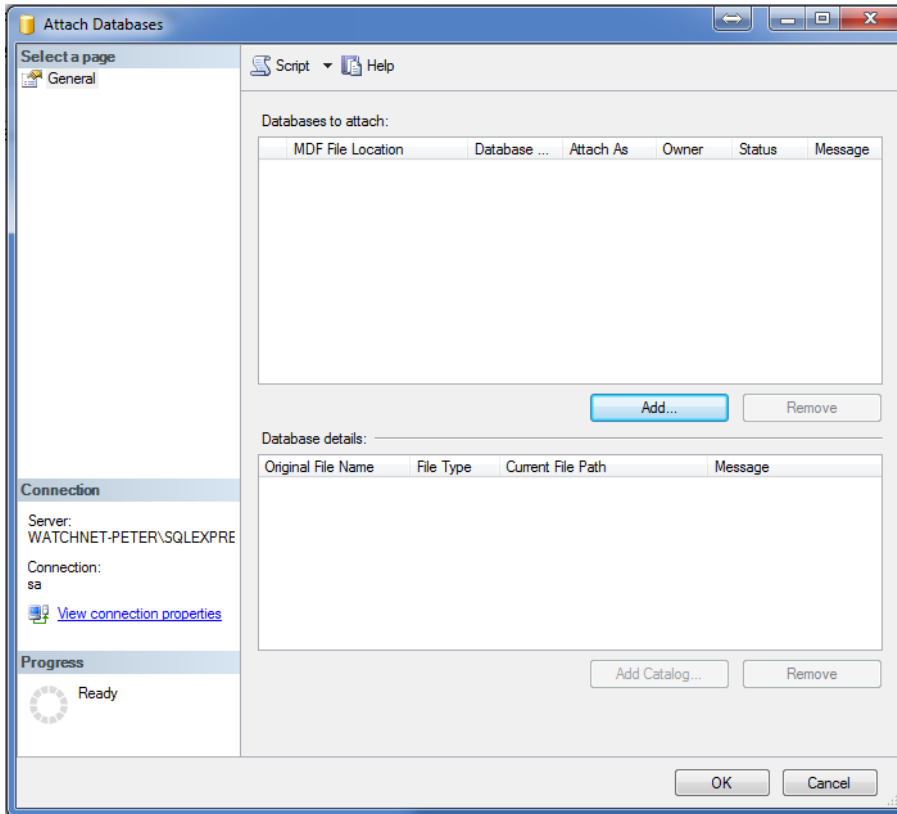 Attach Databases
Select a page
General
Script Help
Databases to attach:
MDF File Location Database ... Attach As Owner Status Message
Add... Remove
Database details:
Original File Name File Type Current File Path Message
Connection
Server:
WATCHNET-PETER\SQLEXPRE
Connection:
sa
View connection properties
Progress
Ready
Add Catalog... Remove
OK Cancel